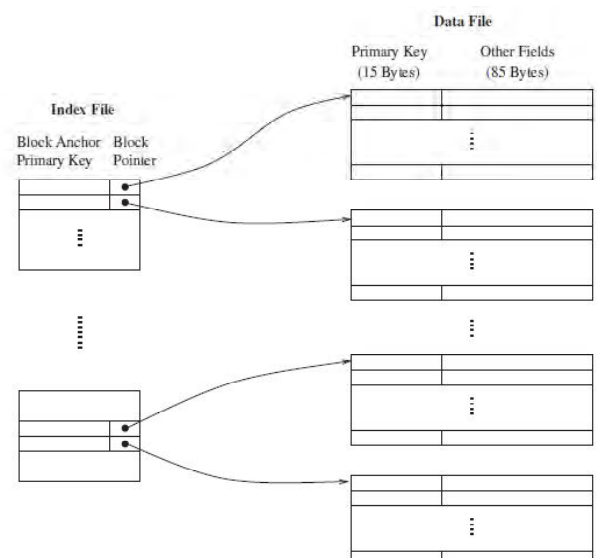 Data File
Primary Key Other Fields
(15 Bytes) (85 Bytes)
Index File
Block Anchor Block
Primary Key Pointer